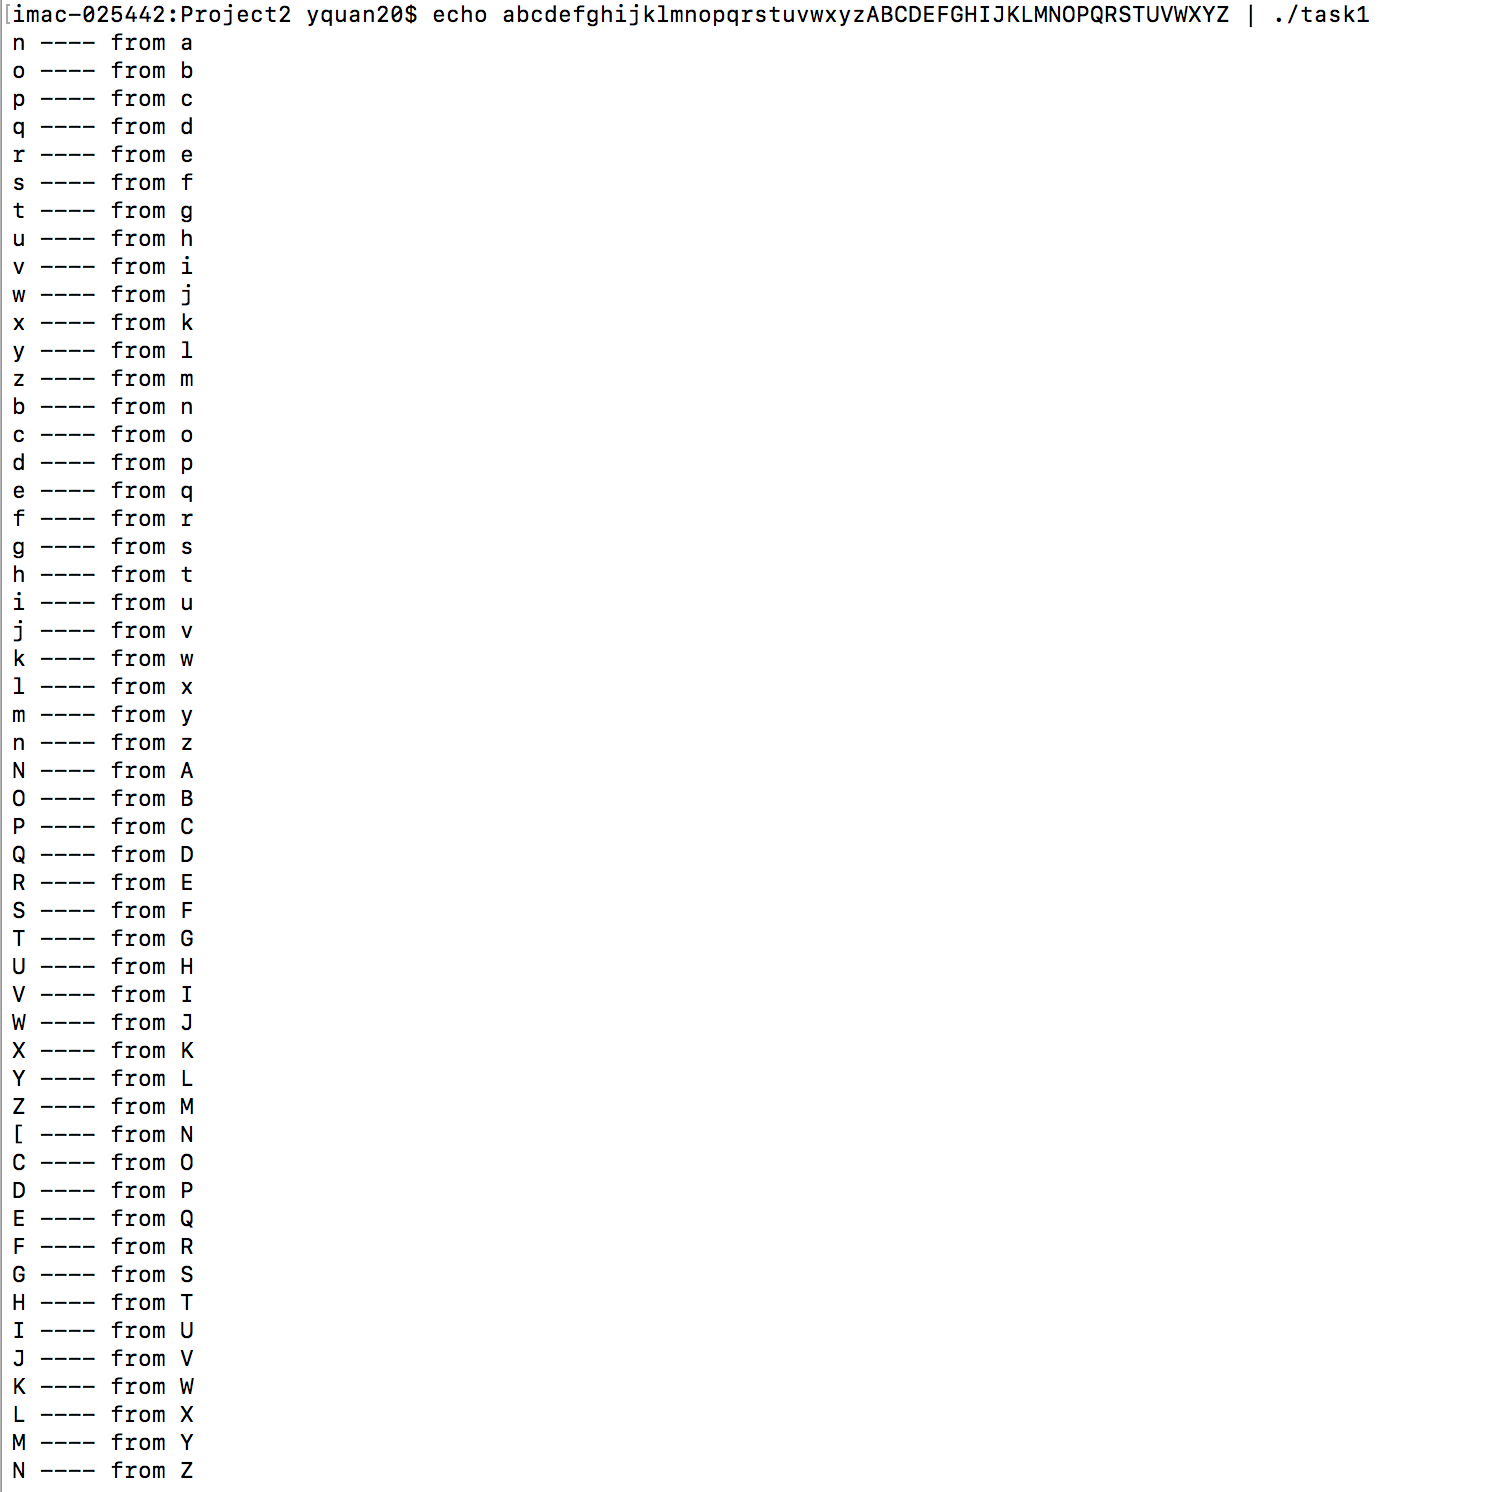 [imac-025442:Project2 yquan20$ echo abcdefghijklmnopqrstuvwxyzABCDEFGHIJKLMNOPQRSTUVWXYZ | ./task1
n ---- from a
o ---- from b
p ---- from c
q ---- from d
r ---- from e
s ---- from f
t ---- from g
u ---- from h
v ---- from i
w ---- from j
x ---- from k
y ---- from l
z ---- from m
b ---- from n
c ---- from o
d ---- from p
e ---- from q
f ---- from r
g ---- from s
h ---- from t
i ---- from u
j ---- from v
k ---- from w
l ---- from x
m ---- from y
n ---- from z
N ---- from A
O ---- from B
P ---- from C
Q ---- from D
R ---- from E
S ---- from F
T ---- from G
U ---- from H
V ---- from I
W ---- from J
X ---- from K
Y ---- from L
Z ---- from M
[ ---- from N
C ---- from O
D ---- from P
E ---- from Q
F ---- from R
G ---- from S
H ---- from T
I ---- from U
J ---- from V
K ---- from W
L ---- from X
M ---- from Y
N ---- from Z